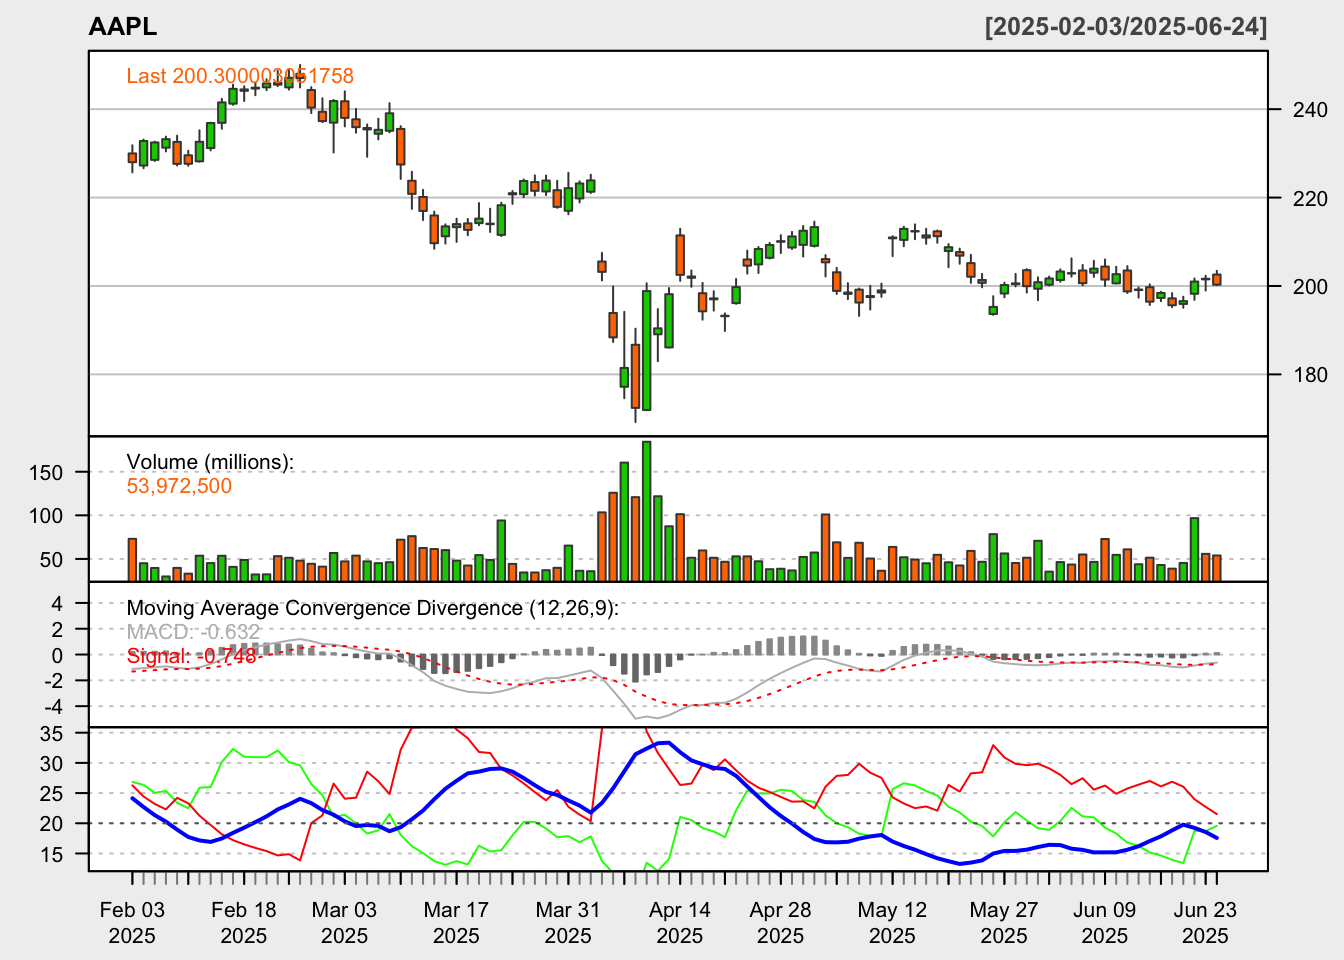 AAPL [2025-02-03/2025-06-24]
Last 200.300003051758
240
220
200
180
Volume (millions):
53,972,500
150
100
50
Moving Average Convergence Divergence (12,26,9):
MACD: -0.632
Signal: -0.748
4
2
0
-2
-4
35
30
25
20
15
Feb 03 Feb 18 Mar 03 Mar 17 Mar 31 Apr 14 Apr 28 May 12 May 27 Jun 09 Jun 23
2025 2025 2025 2025 2025 2025 2025 2025 2025 2025 2025